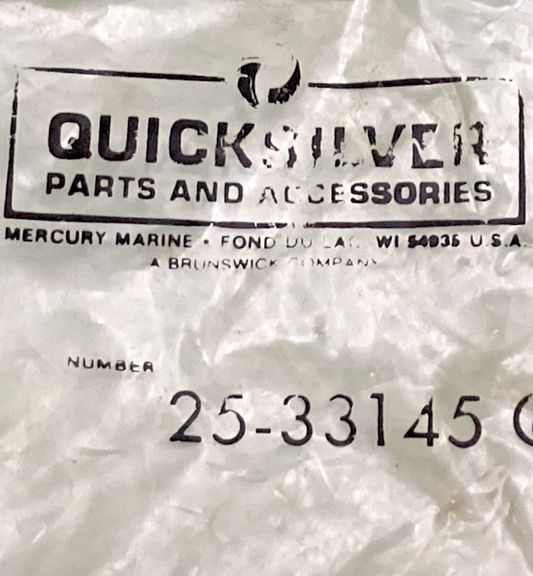 QUICKSILVER
PARTS AND ACCESSORIES
MERCURY MARINE • FOND DU LAC, WI 54935 U.S.A.
A BRUNSWICK COMPANY
NUMBER
25-33145